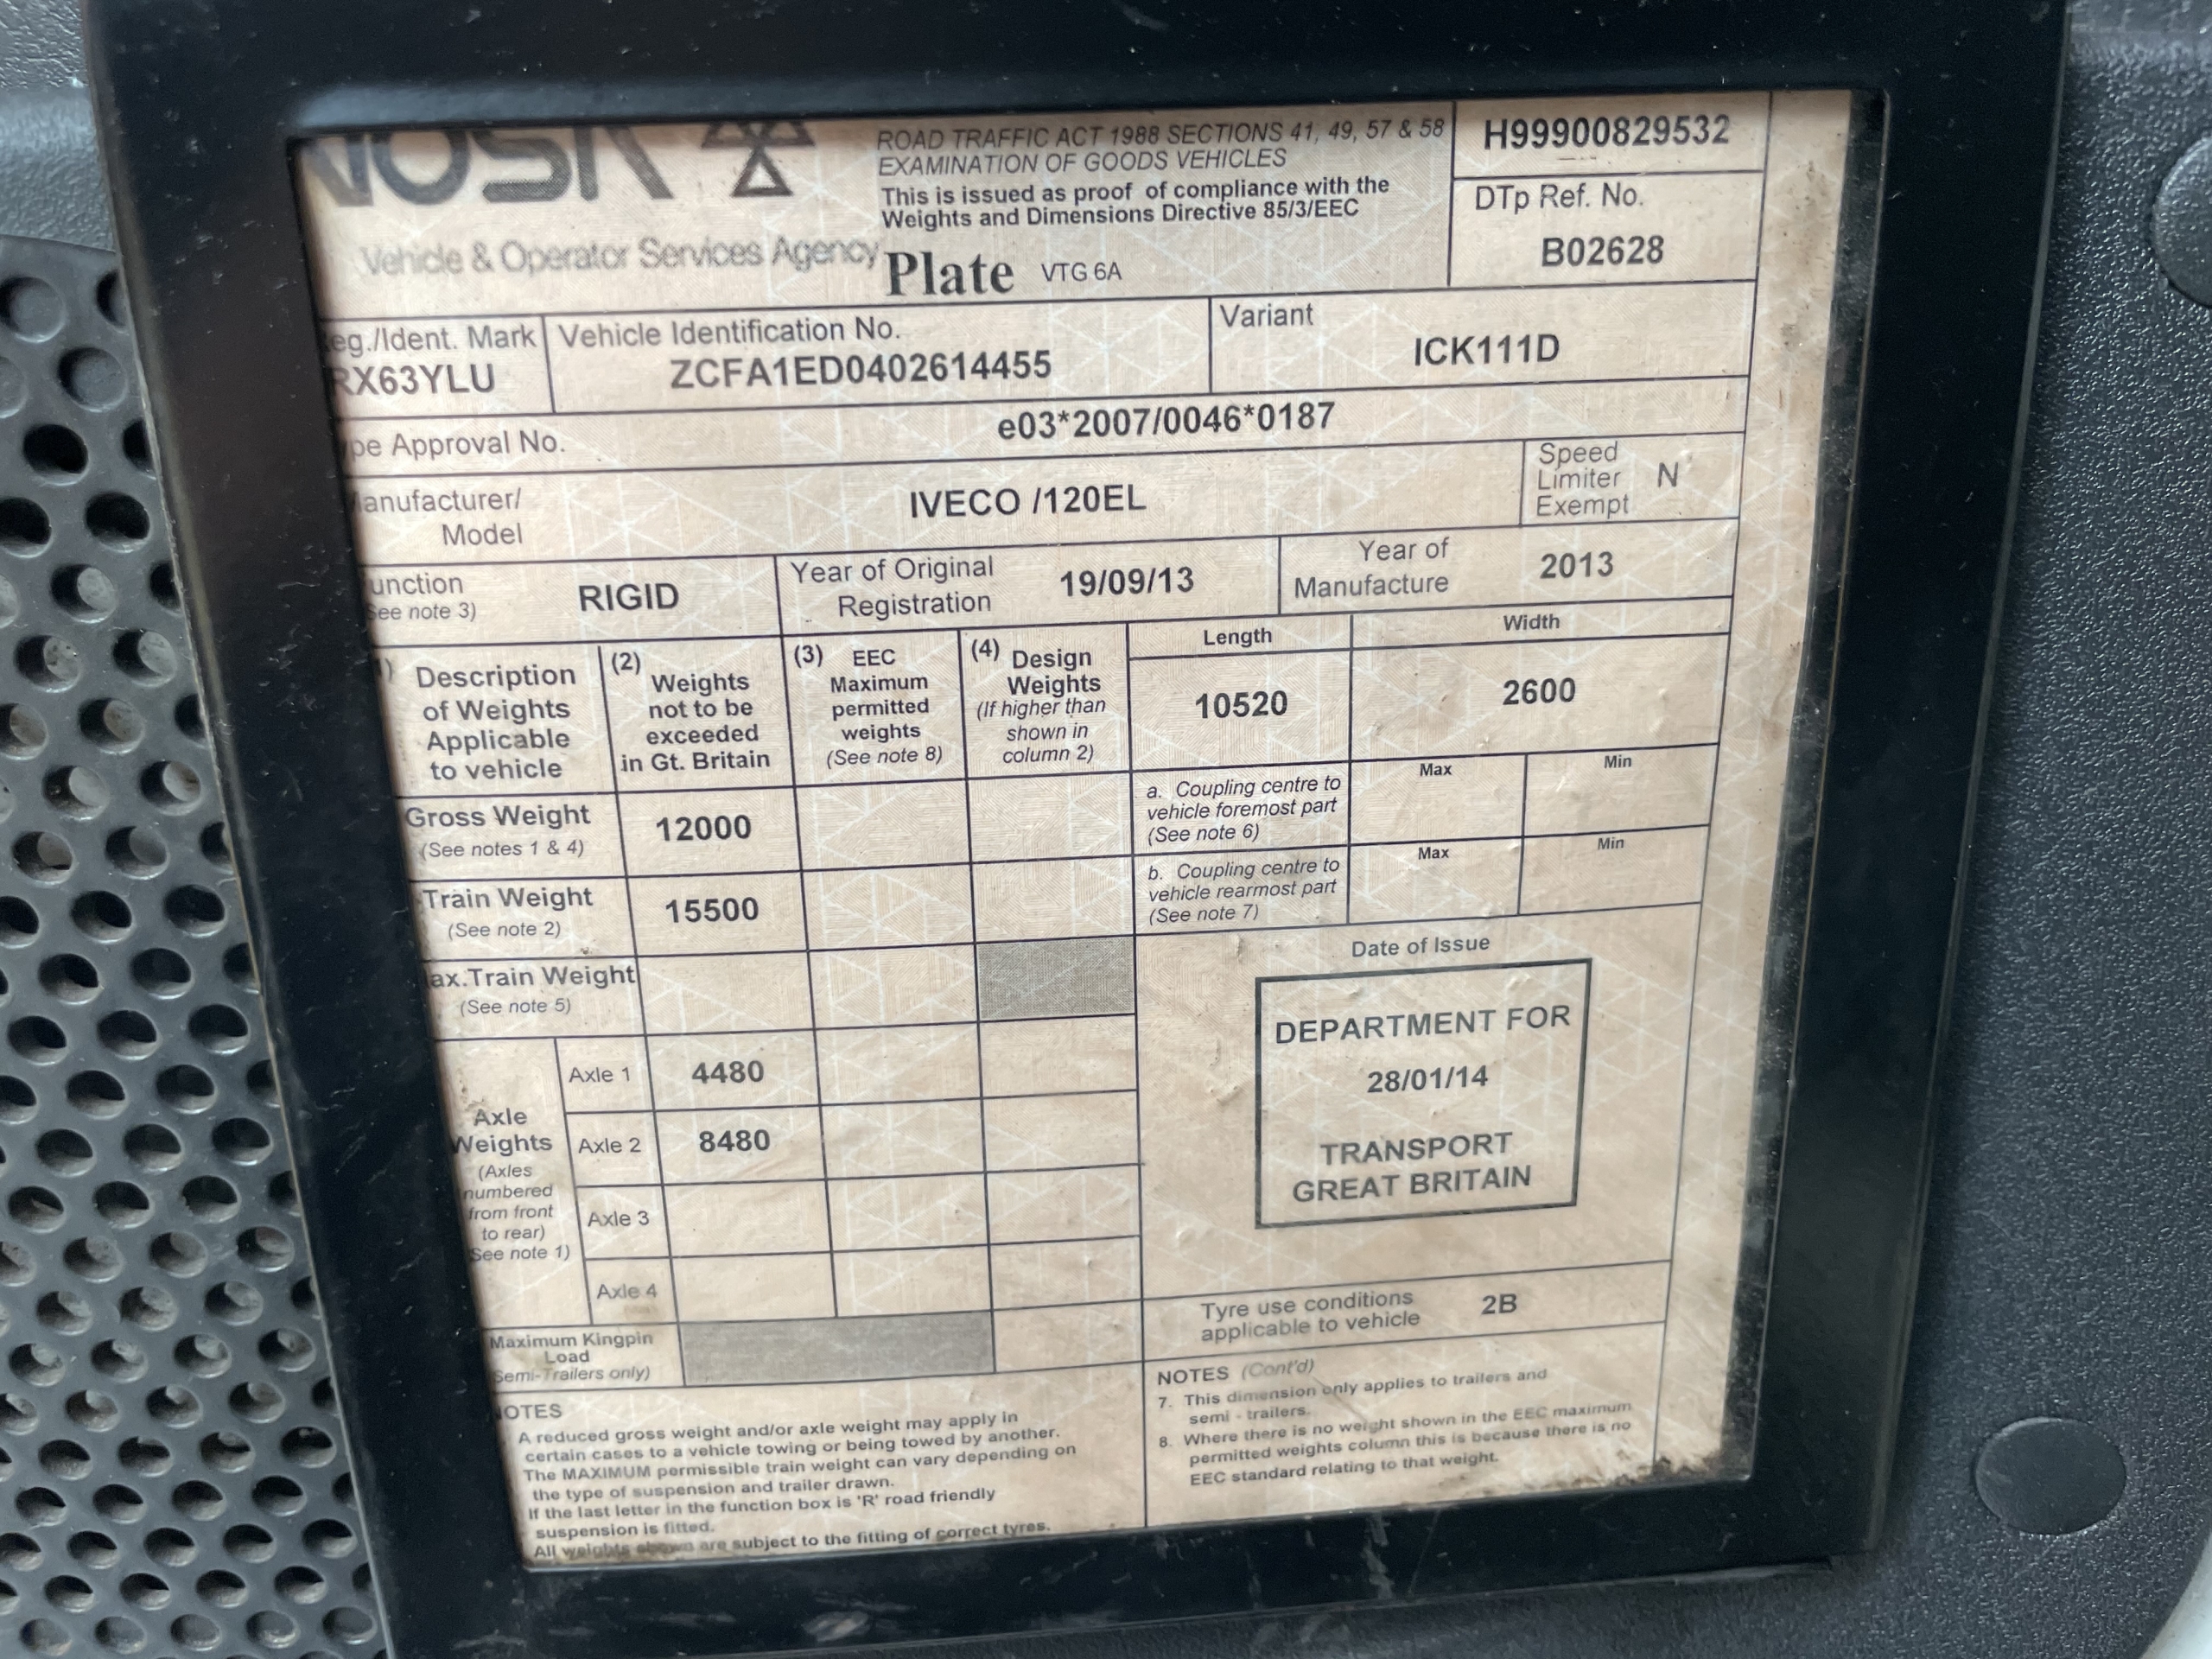 VOSA
ROAD TRAFFIC ACT 1988 SECTIONS 41, 49, 57 & 58
EXAMINATION OF GOODS VEHICLES
This is issued as proof of compliance with the
Weights and Dimensions Directive 85/3/EEC
H99900829532
DTp Ref. No.
B02628
Vehicle & Operator Services Agency
Plate VTG 6A
eg./Ident. Mark
RX63YLU
Vehicle Identification No.
ZCFA1ED0402614455
Variant
ICK111D
pe Approval No.
e03*2007/0046*0187
anufacturer/
Model
IVECO /120EL
Speed
Limiter
Exempt
N
unction
See note 3)
RIGID
Year of Original
Registration
19/09/13
Year of
Manufacture
2013
) Description
of Weights
Applicable
to vehicle
(2) Weights
not to be
exceeded
in Gt. Britain
(3) EEC
Maximum
permitted
weights
(See note 8)
(4) Design
Weights
(If higher than
shown in
column 2)
Length
10520
Width
2600
Gross Weight
(See notes 1 & 4)
12000
a. Coupling centre to
vehicle foremost part
(See note 6)
Max
Min
Train Weight
(See note 2)
15500
b. Coupling centre to
vehicle rearmost part
(See note 7)
Max
Min
ax.Train Weight
(See note 5)
Axle
Weights
(Axles
numbered
from front
to rear)
See note 1)
Axle 1
4480
Axle 2
8480
Axle 3
Axle 4
Date of Issue
DEPARTMENT FOR
28/01/14
TRANSPORT
GREAT BRITAIN
Maximum Kingpin
Load
Semi-Trailers only)
Tyre use conditions
applicable to vehicle
2B
OTES
A reduced gross weight and/or axle weight may apply in
certain cases to a vehicle towing or being towed by another.
The MAXIMUM permissible train weight can vary depending on
the type of suspension and trailer drawn.
If the last letter in the function box is 'R' road friendly
suspension is fitted.
All weights shown are subject to the fitting of correct tyres.
NOTES (Cont'd)
7. This dimension only applies to trailers and
semi - trailers.
8. Where there is no weight shown in the EEC maximum
permitted weights column this is because there is no
EEC standard relating to that weight.